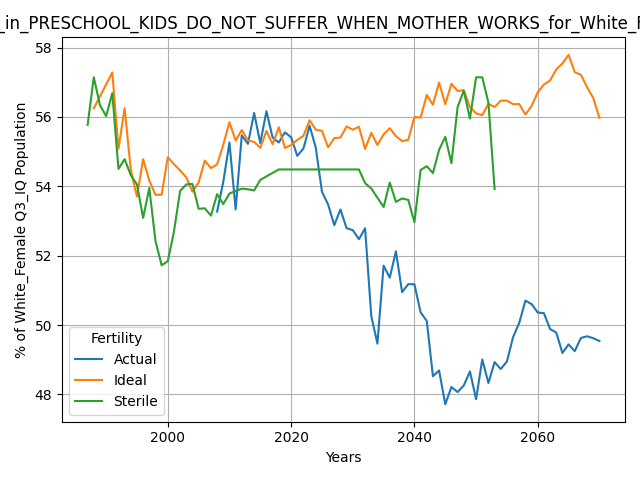 _in_PRESCHOOL_KIDS_DO_NOT_SUFFER_WHEN_MOTHER_WORKS_for_White_F
% of White_Female Q3_IQ Population
58
56
54
52
50
48
Fertility
Actual
Ideal
Sterile
2000
2020
2040
2060
Years